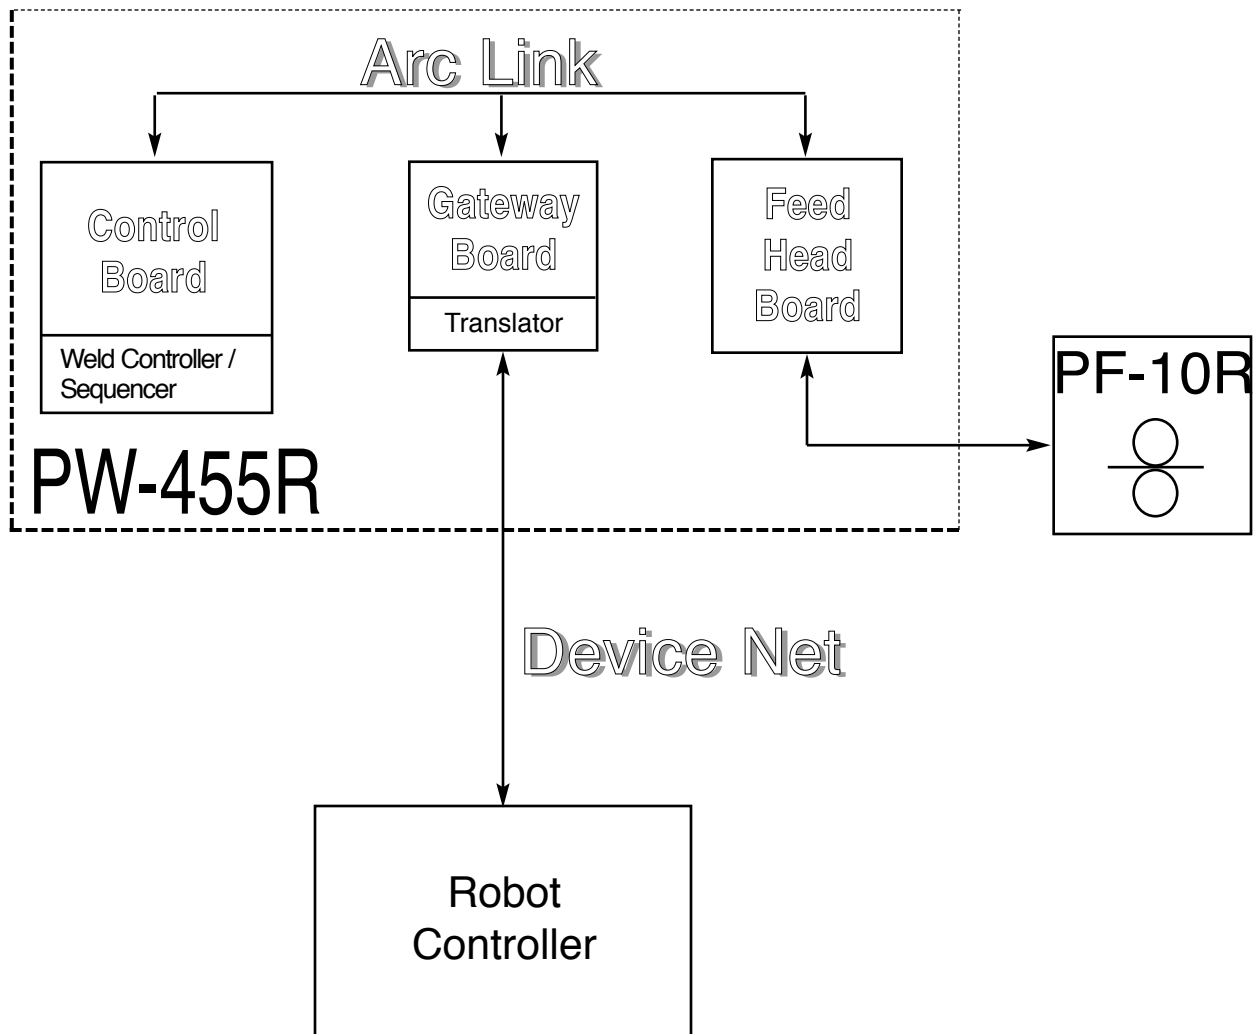 Arc Link
Control
Board
Weld Controller /
Sequencer
Gateway
Board
Translator
Feed
Head
Board
PF-10R
PW-455R
Device Net
Robot
Controller